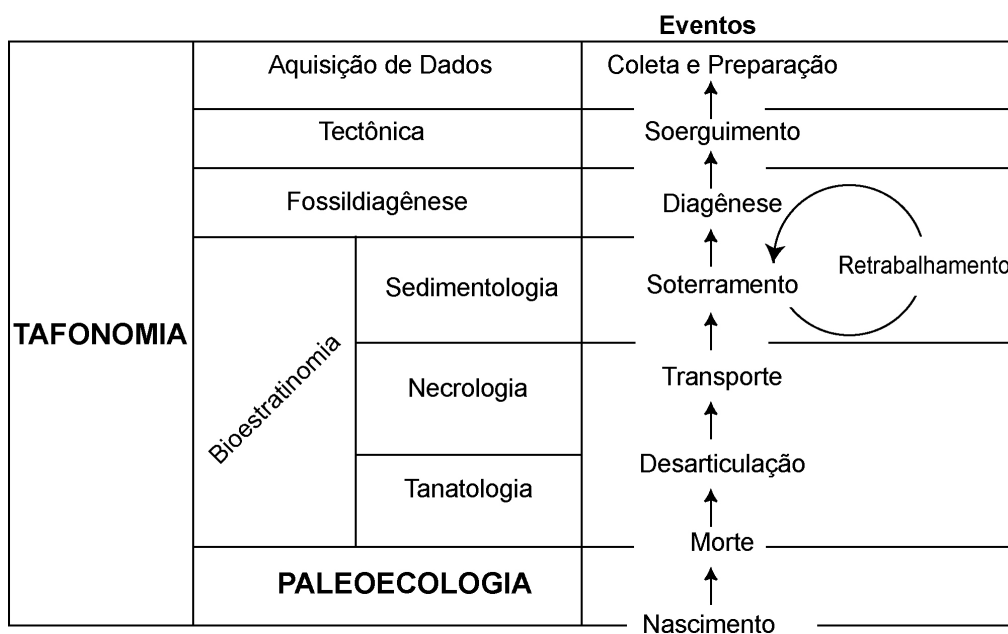 Eventos
Aquisição de Dados
Coleta e Preparação
Tectônica
Soerguimento
Fossildiagênese
Diagênese
Retrabalhamento
Sedimentologia
Soterramento
TAFONOMIA
Bioestratinomia
Necrologia
Transporte
Desarticulação
Tanatologia
Morte
PALEOECOLOGIA
Nascimento